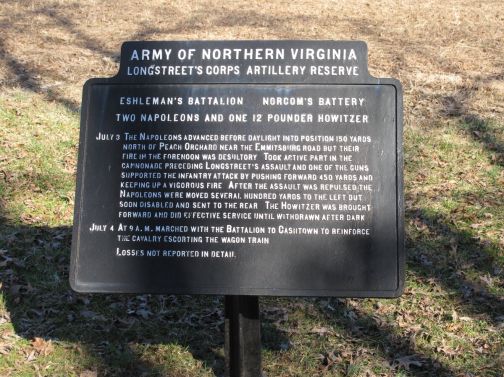 ARMY OF NORTHERN VIRGINIA
LONGSTREET'S CORPS ARTILLERY RESERVE
ESHLEMAN'S BATTALION NORCOM'S BATTERY
TWO NAPOLEONS AND ONE 12 POUNDER HOWITZER
JULY 3 THE NAPOLEONS ADVANCED BEFORE DAYLIGHT INTO POSITION 150 YARDS
NORTH OF PEACH ORCHARD NEAR THE EMMITSBURG ROAD BUT THEIR
FIRE IN THE FORENOON WAS DESULTORY TOOK ACTIVE PART IN THE
CANNONADE PRECEDING LONGSTREET'S ASSAULT AND ONE OF THE GUNS
SUPPORTED THE INFANTRY ATTACK BY PUSHING FORWARD 450 YARDS AND
KEEPING UP A VIGOROUS FIRE AFTER THE ASSAULT WAS REPULSED THE
NAPOLEONS WERE MOVED SEVERAL HUNDRED YARDS TO THE LEFT BUT
SOON DISABLED AND SENT TO THE REAR THE HOWITZER WAS BROUGHT
FORWARD AND DID EFFECTIVE SERVICE UNTIL WITHDRAWN AFTER DARK
JULY 4 AT 9 A.M. MARCHED WITH THE BATTALION TO CASHTOWN TO REINFORCE
THE CAVALRY ESCORTING THE WAGON TRAIN
LOSSES NOT REPORTED IN DETAIL.